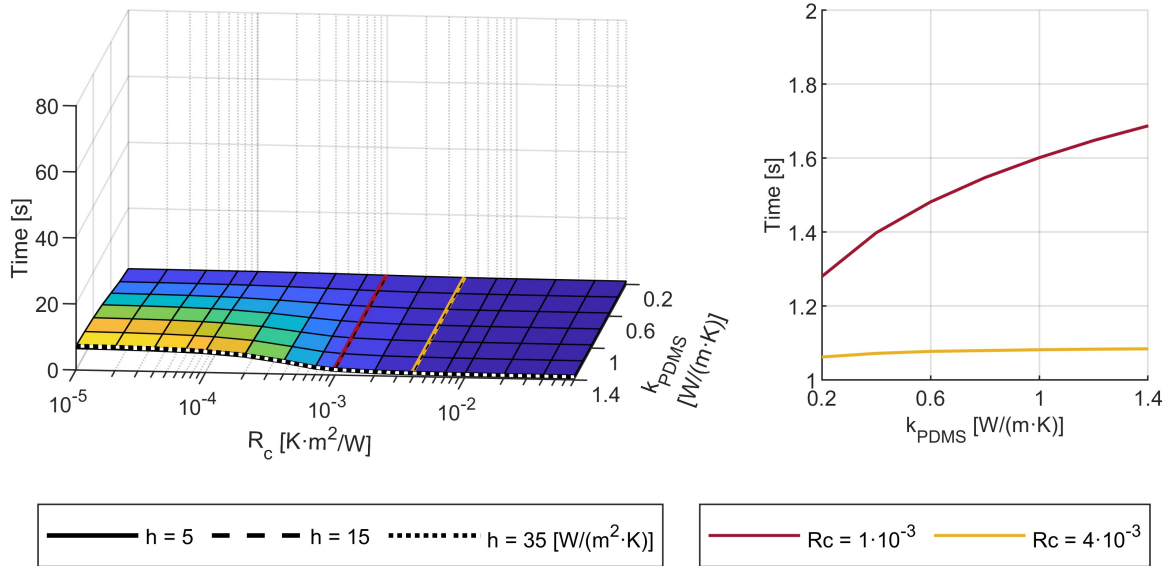 80
60
40
20
0
Time [s]
10⁻⁵
10⁻⁴
10⁻³
10⁻²
R_c [K·m²/W]
0.2
0.6
1
1.4
k_PDMS
[W/(m·K)]
2
1.8
1.6
1.4
1.2
1
Time [s]
0.2
0.6
1
1.4
k_PDMS [W/(m·K)]
h = 5
h = 15
h = 35 [W/(m²·K)]
Rc = 1·10⁻³
Rc = 4·10⁻³